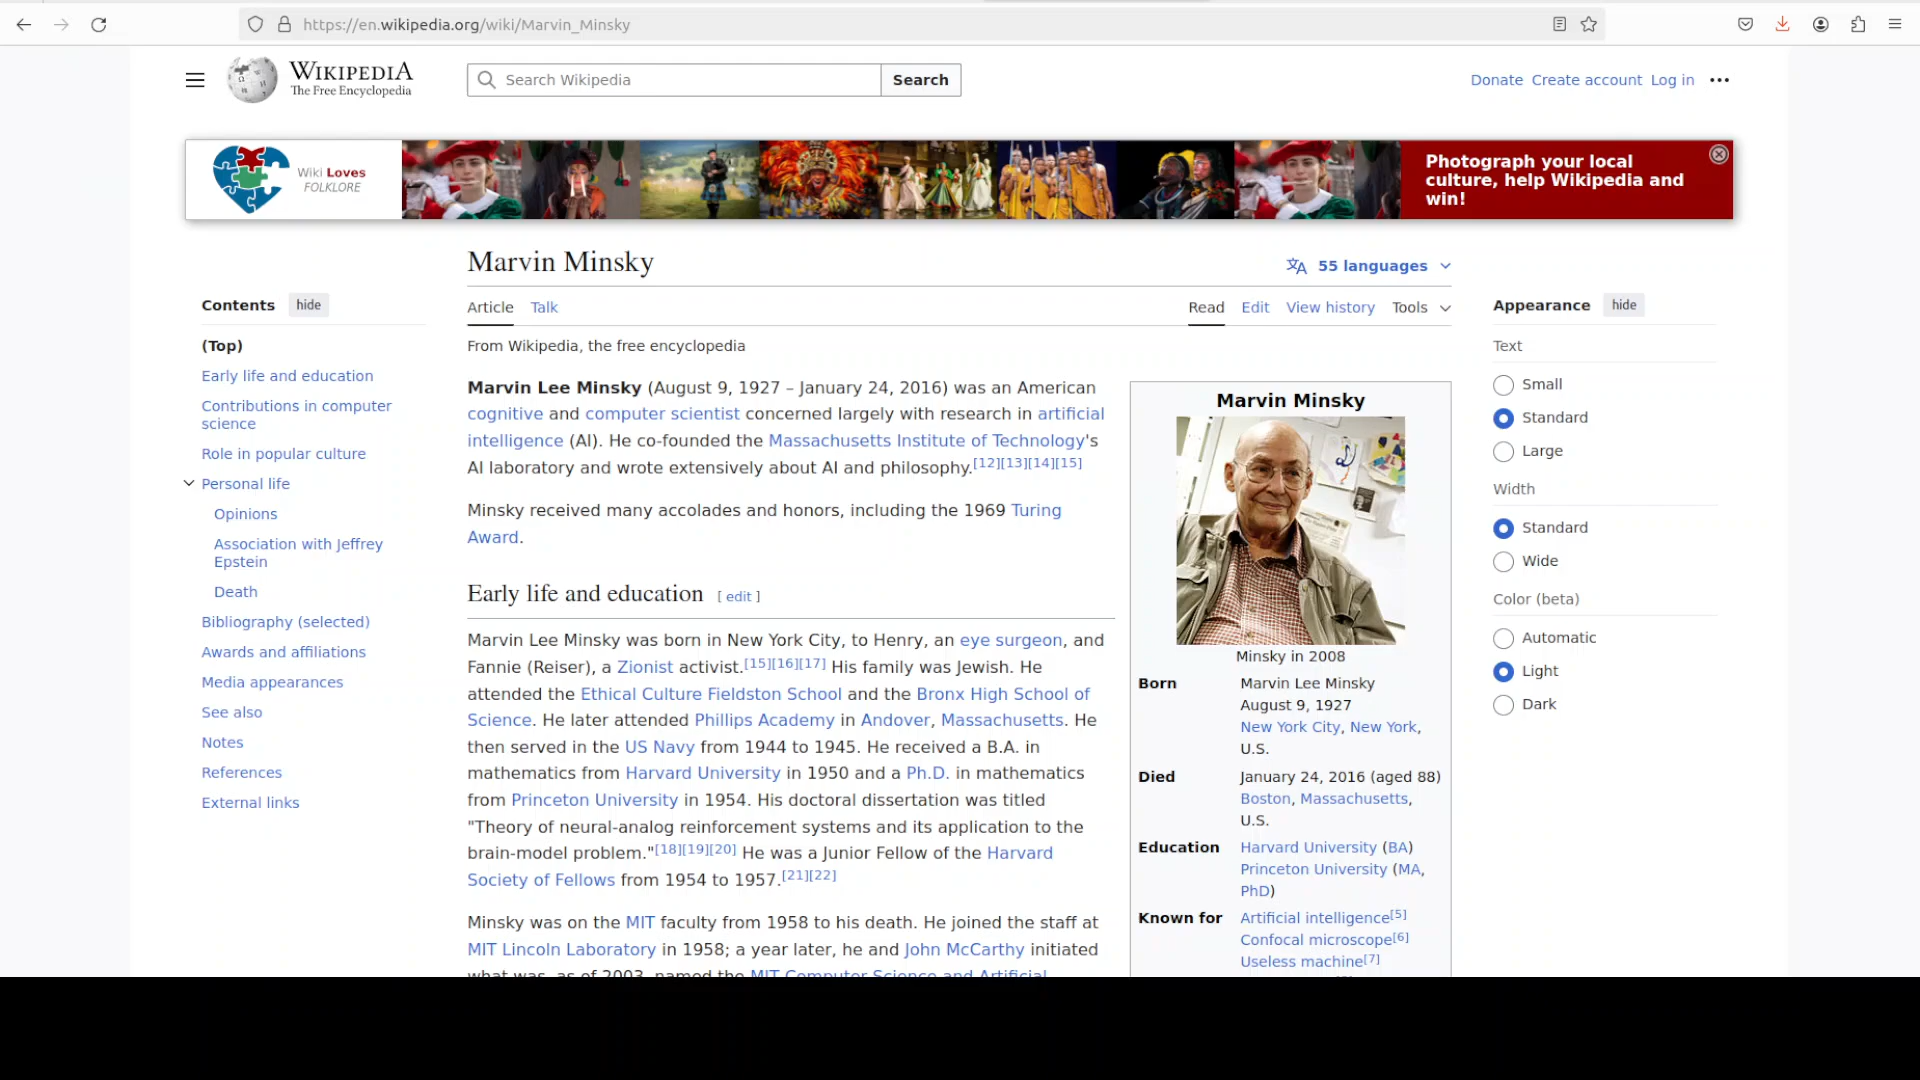 https://en.wikipedia.org/wiki/Marvin_Minsky
WIKIPEDIA
The Free Encyclopedia
Search Wikipedia
Search
Donate Create account Log in
Wiki Loves
FOLKLORE
Photograph your local
culture, help Wikipedia and
win!
Marvin Minsky
55 languages
Contents hide
(Top)
Early life and education
Contributions in computer
science
Role in popular culture
Personal life
Opinions
Association with Jeffrey
Epstein
Death
Bibliography (selected)
Awards and affiliations
Media appearances
See also
Notes
References
External links
Article Talk
Read Edit View history Tools
From Wikipedia, the free encyclopedia
Marvin Lee Minsky (August 9, 1927 – January 24, 2016) was an American
cognitive and computer scientist concerned largely with research in artificial
intelligence (AI). He co-founded the Massachusetts Institute of Technology's
AI laboratory and wrote extensively about AI and philosophy.[12][13][14][15]
Minsky received many accolades and honors, including the 1969 Turing
Award.
Early life and education [ edit ]
Marvin Lee Minsky was born in New York City, to Henry, an eye surgeon, and
Fannie (Reiser), a Zionist activist.[15][16][17] His family was Jewish. He
attended the Ethical Culture Fieldston School and the Bronx High School of
Science. He later attended Phillips Academy in Andover, Massachusetts. He
then served in the US Navy from 1944 to 1945. He received a B.A. in
mathematics from Harvard University in 1950 and a Ph.D. in mathematics
from Princeton University in 1954. His doctoral dissertation was titled
"Theory of neural-analog reinforcement systems and its application to the
brain-model problem."[18][19][20] He was a Junior Fellow of the Harvard
Society of Fellows from 1954 to 1957.[21][22]
Minsky was on the MIT faculty from 1958 to his death. He joined the staff at
MIT Lincoln Laboratory in 1958; a year later, he and John McCarthy initiated
what was, as of 2003, named the MIT Computer Science and Artificial
Marvin Minsky
Minsky in 2008
Born Marvin Lee Minsky
August 9, 1927
New York City, New York,
U.S.
Died January 24, 2016 (aged 88)
Boston, Massachusetts,
U.S.
Education Harvard University (BA)
Princeton University (MA,
PhD)
Known for Artificial intelligence[5]
Confocal microscope[6]
Useless machine[7]
Appearance hide
Text
Small
Standard
Large
Width
Standard
Wide
Color (beta)
Automatic
Light
Dark